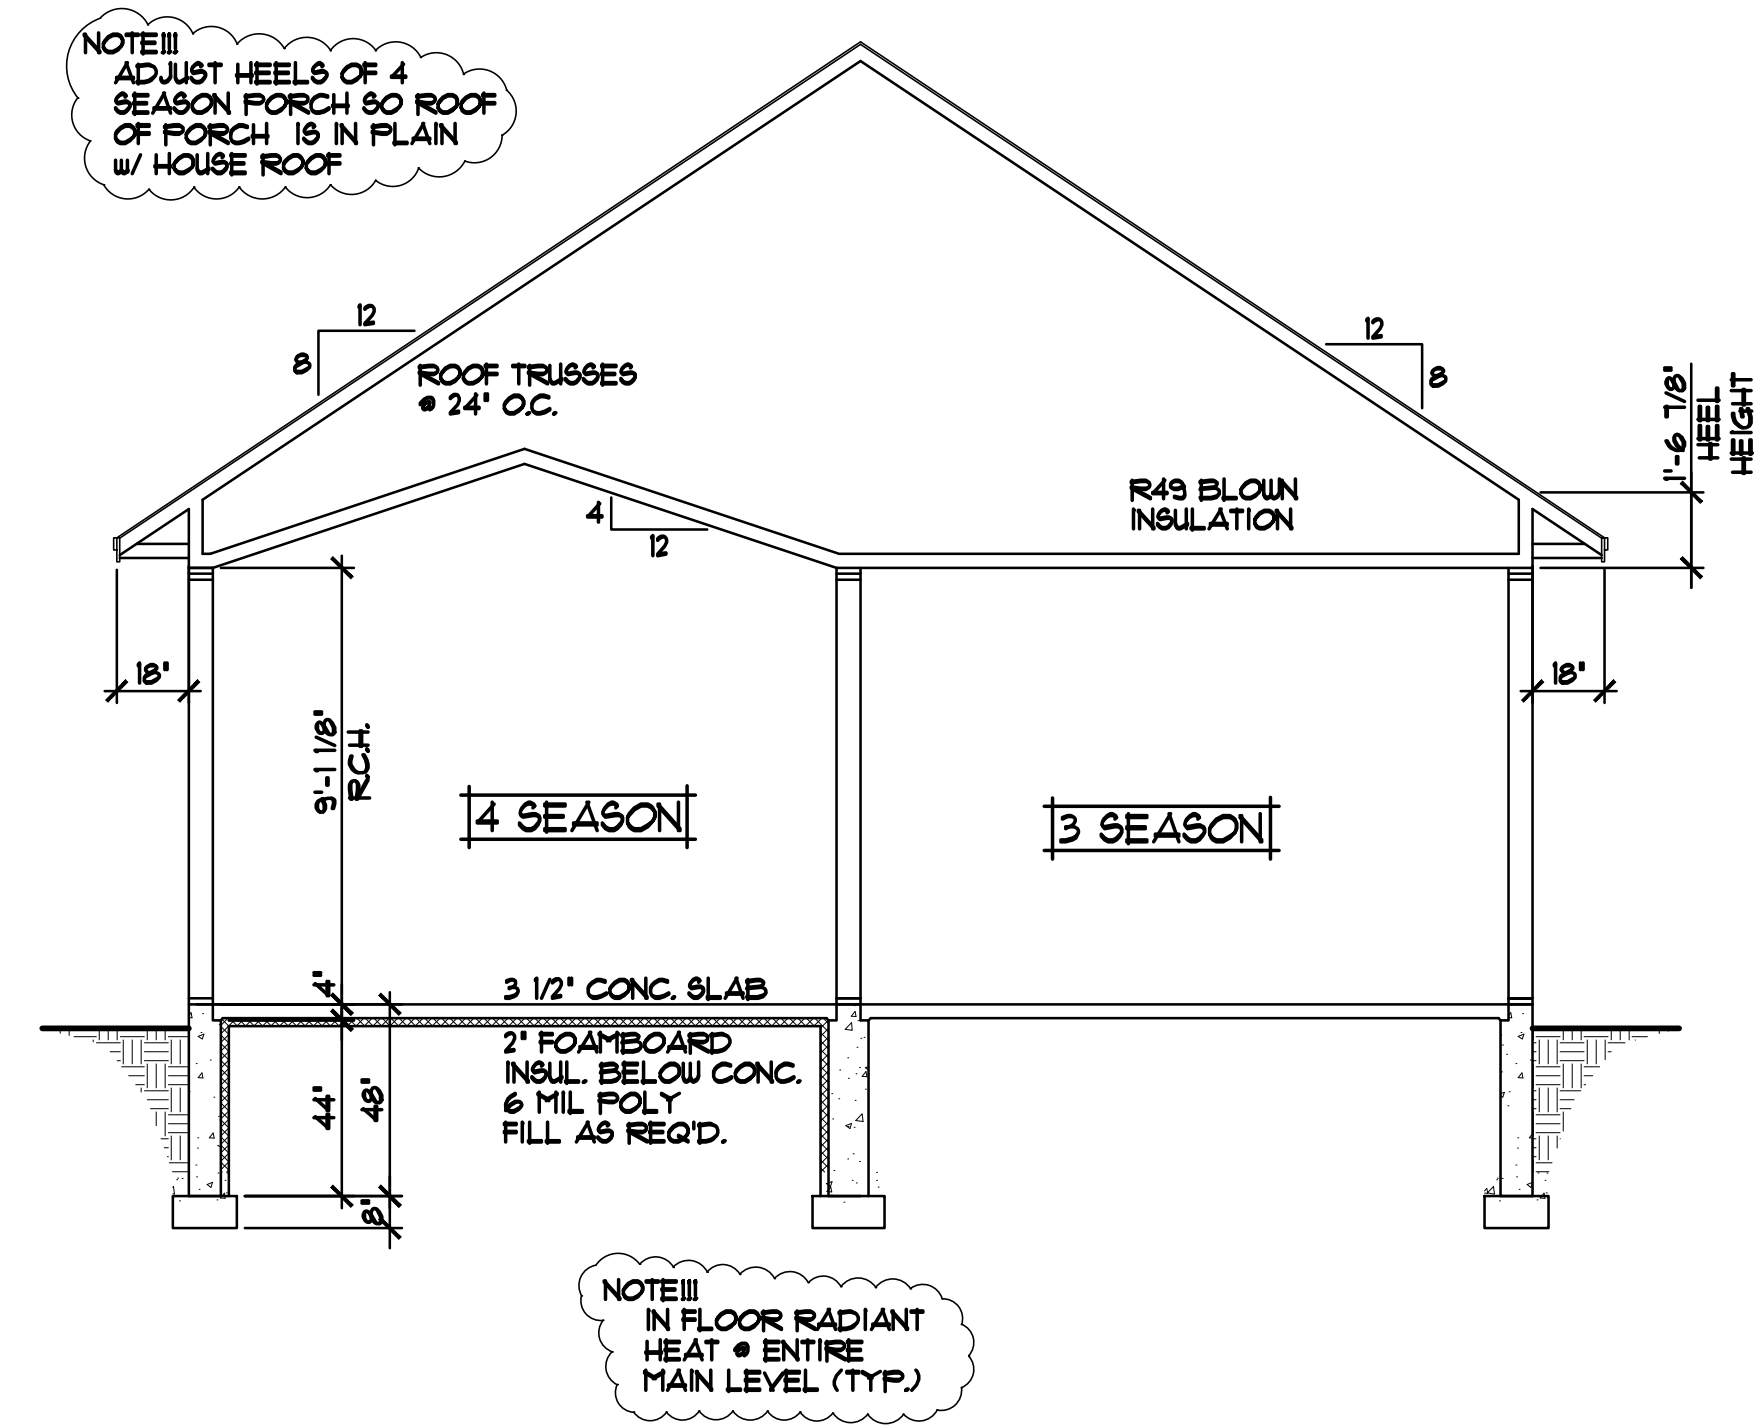 NOTE!!!
ADJUST HEELS OF 4
SEASON PORCH SO ROOF
OF PORCH IS IN PLAIN
w/ HOUSE ROOF
12
8
ROOF TRUSSES
@ 24" O.C.
12
8
1'-6 7/8"
HEEL
HEIGHT
4
12
R49 BLOWN
INSULATION
18"
18"
9'-1 1/8"
R.C.H.
4 SEASON
3 SEASON
4"
3 1/2" CONC. SLAB
2" FOAMBOARD
INSUL. BELOW CONC.
6 MIL POLY
FILL AS REQ'D.
44"
48"
8"
NOTE!!!
IN FLOOR RADIANT
HEAT @ ENTIRE
MAIN LEVEL (TYP.)